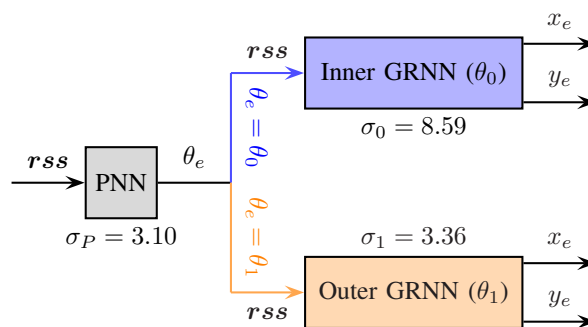 rss
PNN
σ_P = 3.10
θ_e
θ_e = θ_0
θ_e = θ_1
rss
Inner GRNN (θ_0)
σ_0 = 8.59
x_e
y_e
σ_1 = 3.36
rss
Outer GRNN (θ_1)
x_e
y_e